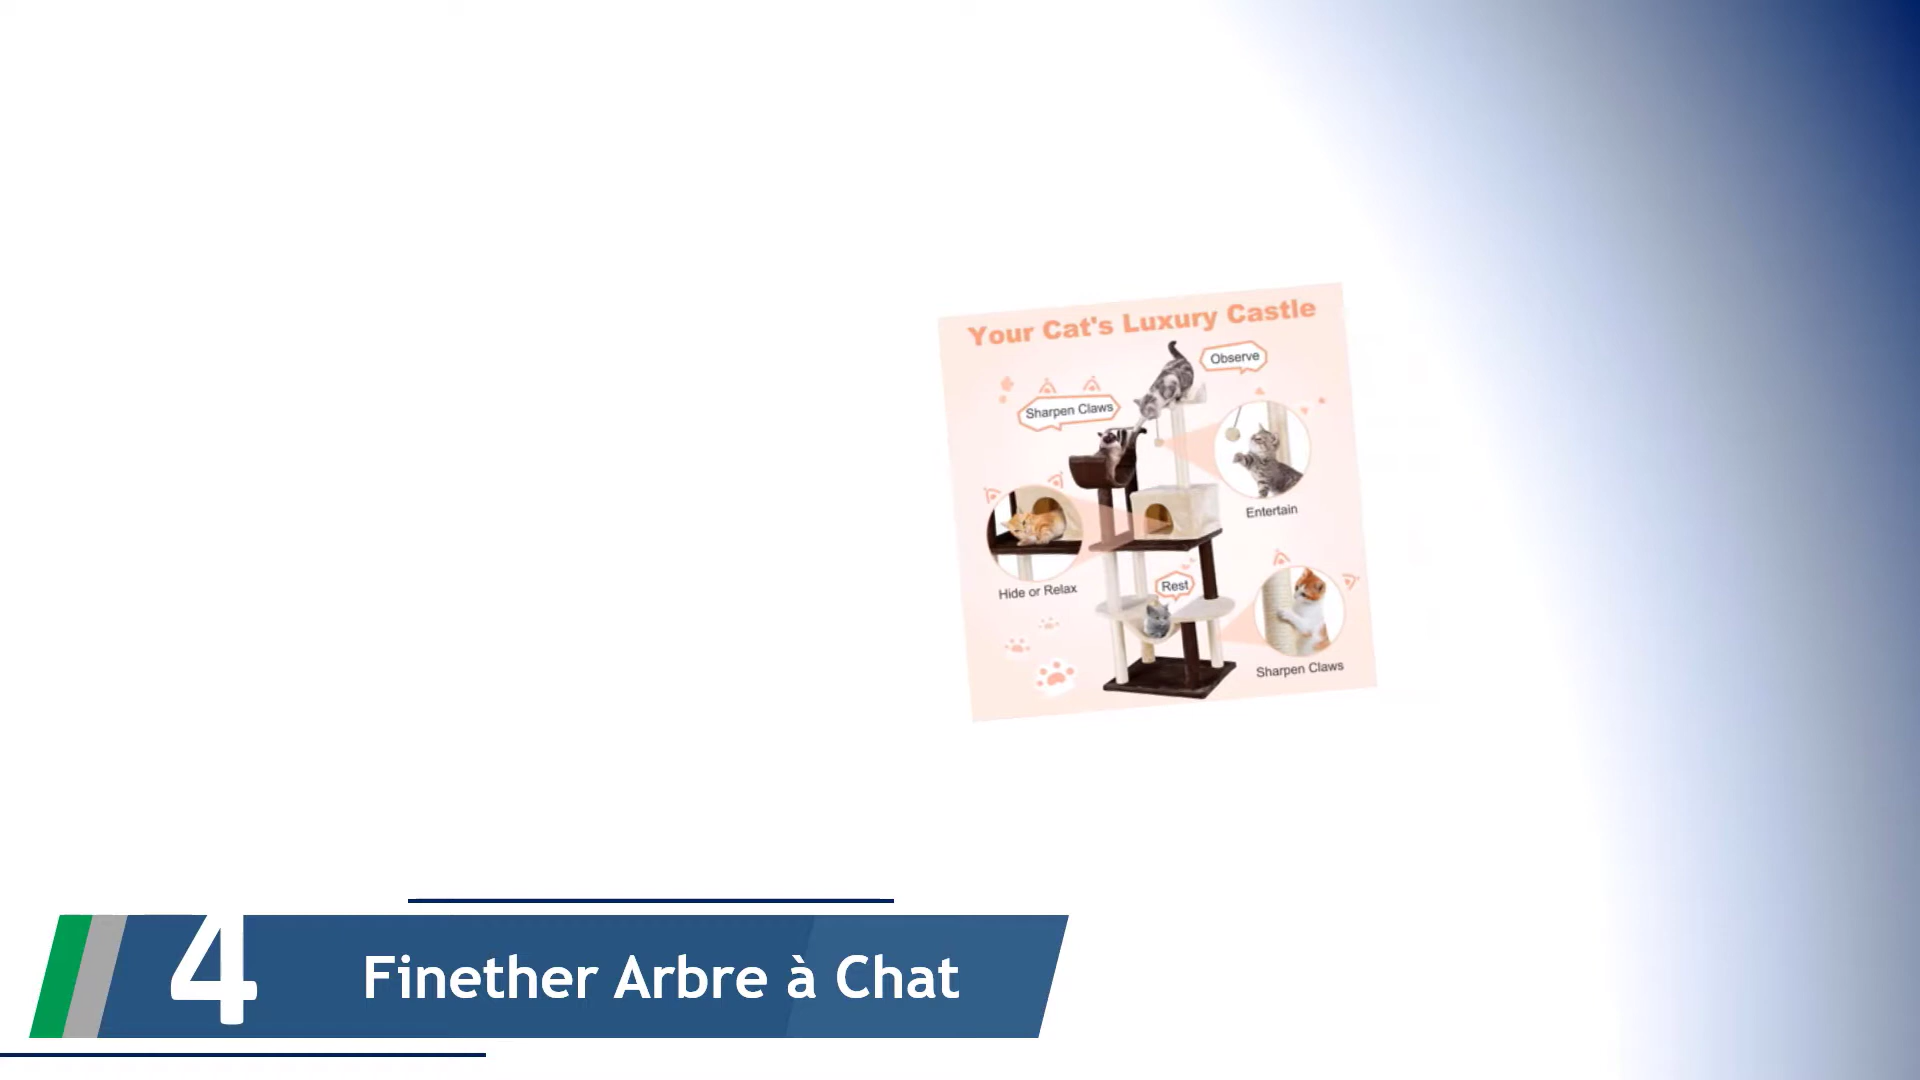 Your Cat's Luxury Castle
Observe
Sharpen Claws
Entertain
Hide or Relax
Rest
Sharpen Claws
4
Finether Arbre à Chat